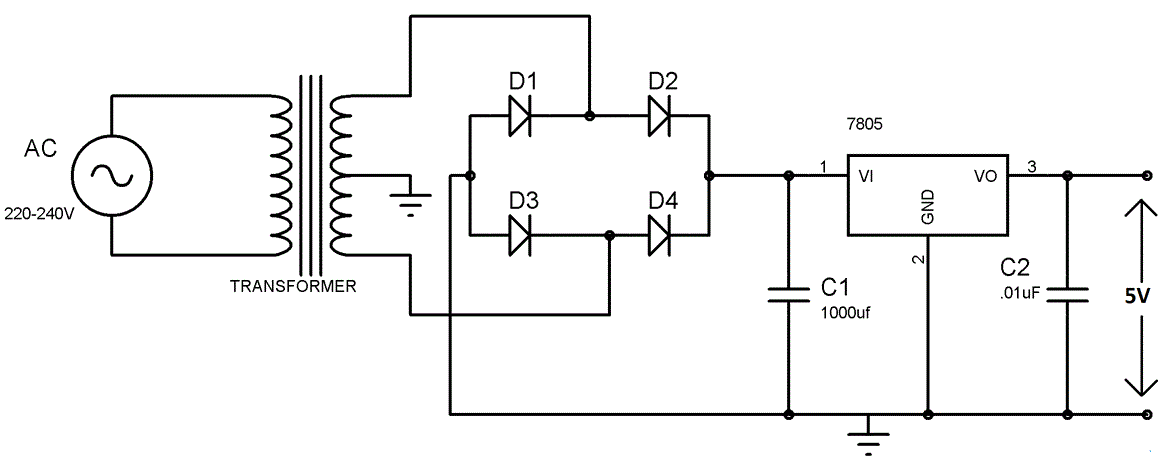 D1
D2
7805
AC
1
VI
VO
3
220-240V
D3
D4
GND
2
TRANSFORMER
C1
1000uf
C2
.01uF
5V